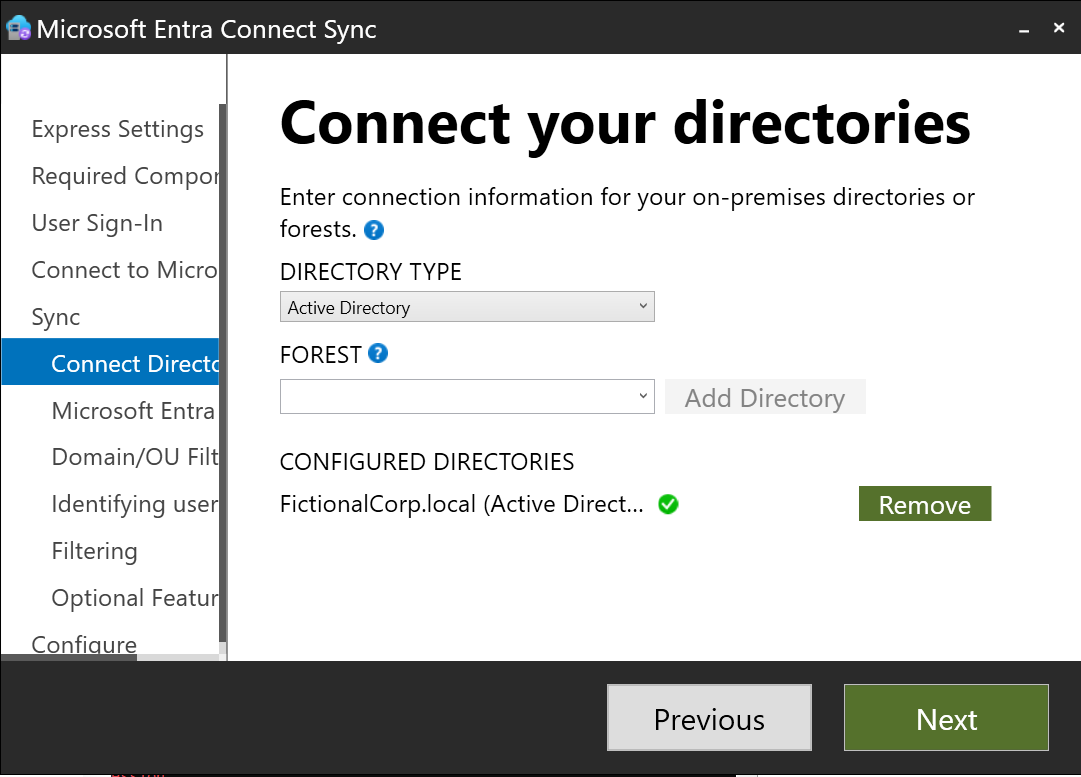 Microsoft Entra Connect Sync
Express Settings
Required Compor
User Sign-In
Connect to Micro
Sync
Connect Directo
Microsoft Entra
Domain/OU Filt
Identifying user
Filtering
Optional Featur
Configure
Connect your directories
Enter connection information for your on-premises directories or
forests.
DIRECTORY TYPE
Active Directory
FOREST
Add Directory
CONFIGURED DIRECTORIES
FictionalCorp.local (Active Direct...
Remove
Previous
Next